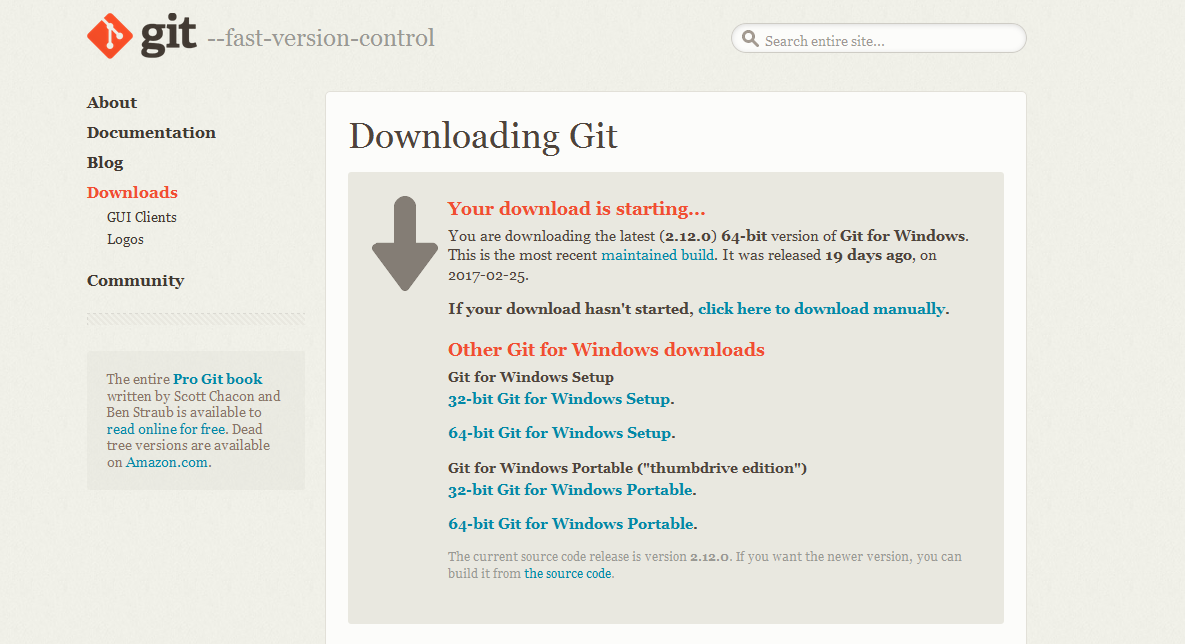 git --fast-version-control
Search entire site...
About
Documentation
Blog
Downloads
GUI Clients
Logos
Community
The entire Pro Git book
written by Scott Chacon and
Ben Straub is available to
read online for free. Dead
tree versions are available
on Amazon.com.
Downloading Git
Your download is starting...
You are downloading the latest (2.12.0) 64-bit version of Git for Windows.
This is the most recent maintained build. It was released 19 days ago, on
2017-02-25.
If your download hasn't started, click here to download manually.
Other Git for Windows downloads
Git for Windows Setup
32-bit Git for Windows Setup.
64-bit Git for Windows Setup.
Git for Windows Portable ("thumbdrive edition")
32-bit Git for Windows Portable.
64-bit Git for Windows Portable.
The current source code release is version 2.12.0. If you want the newer version, you can
build it from the source code.